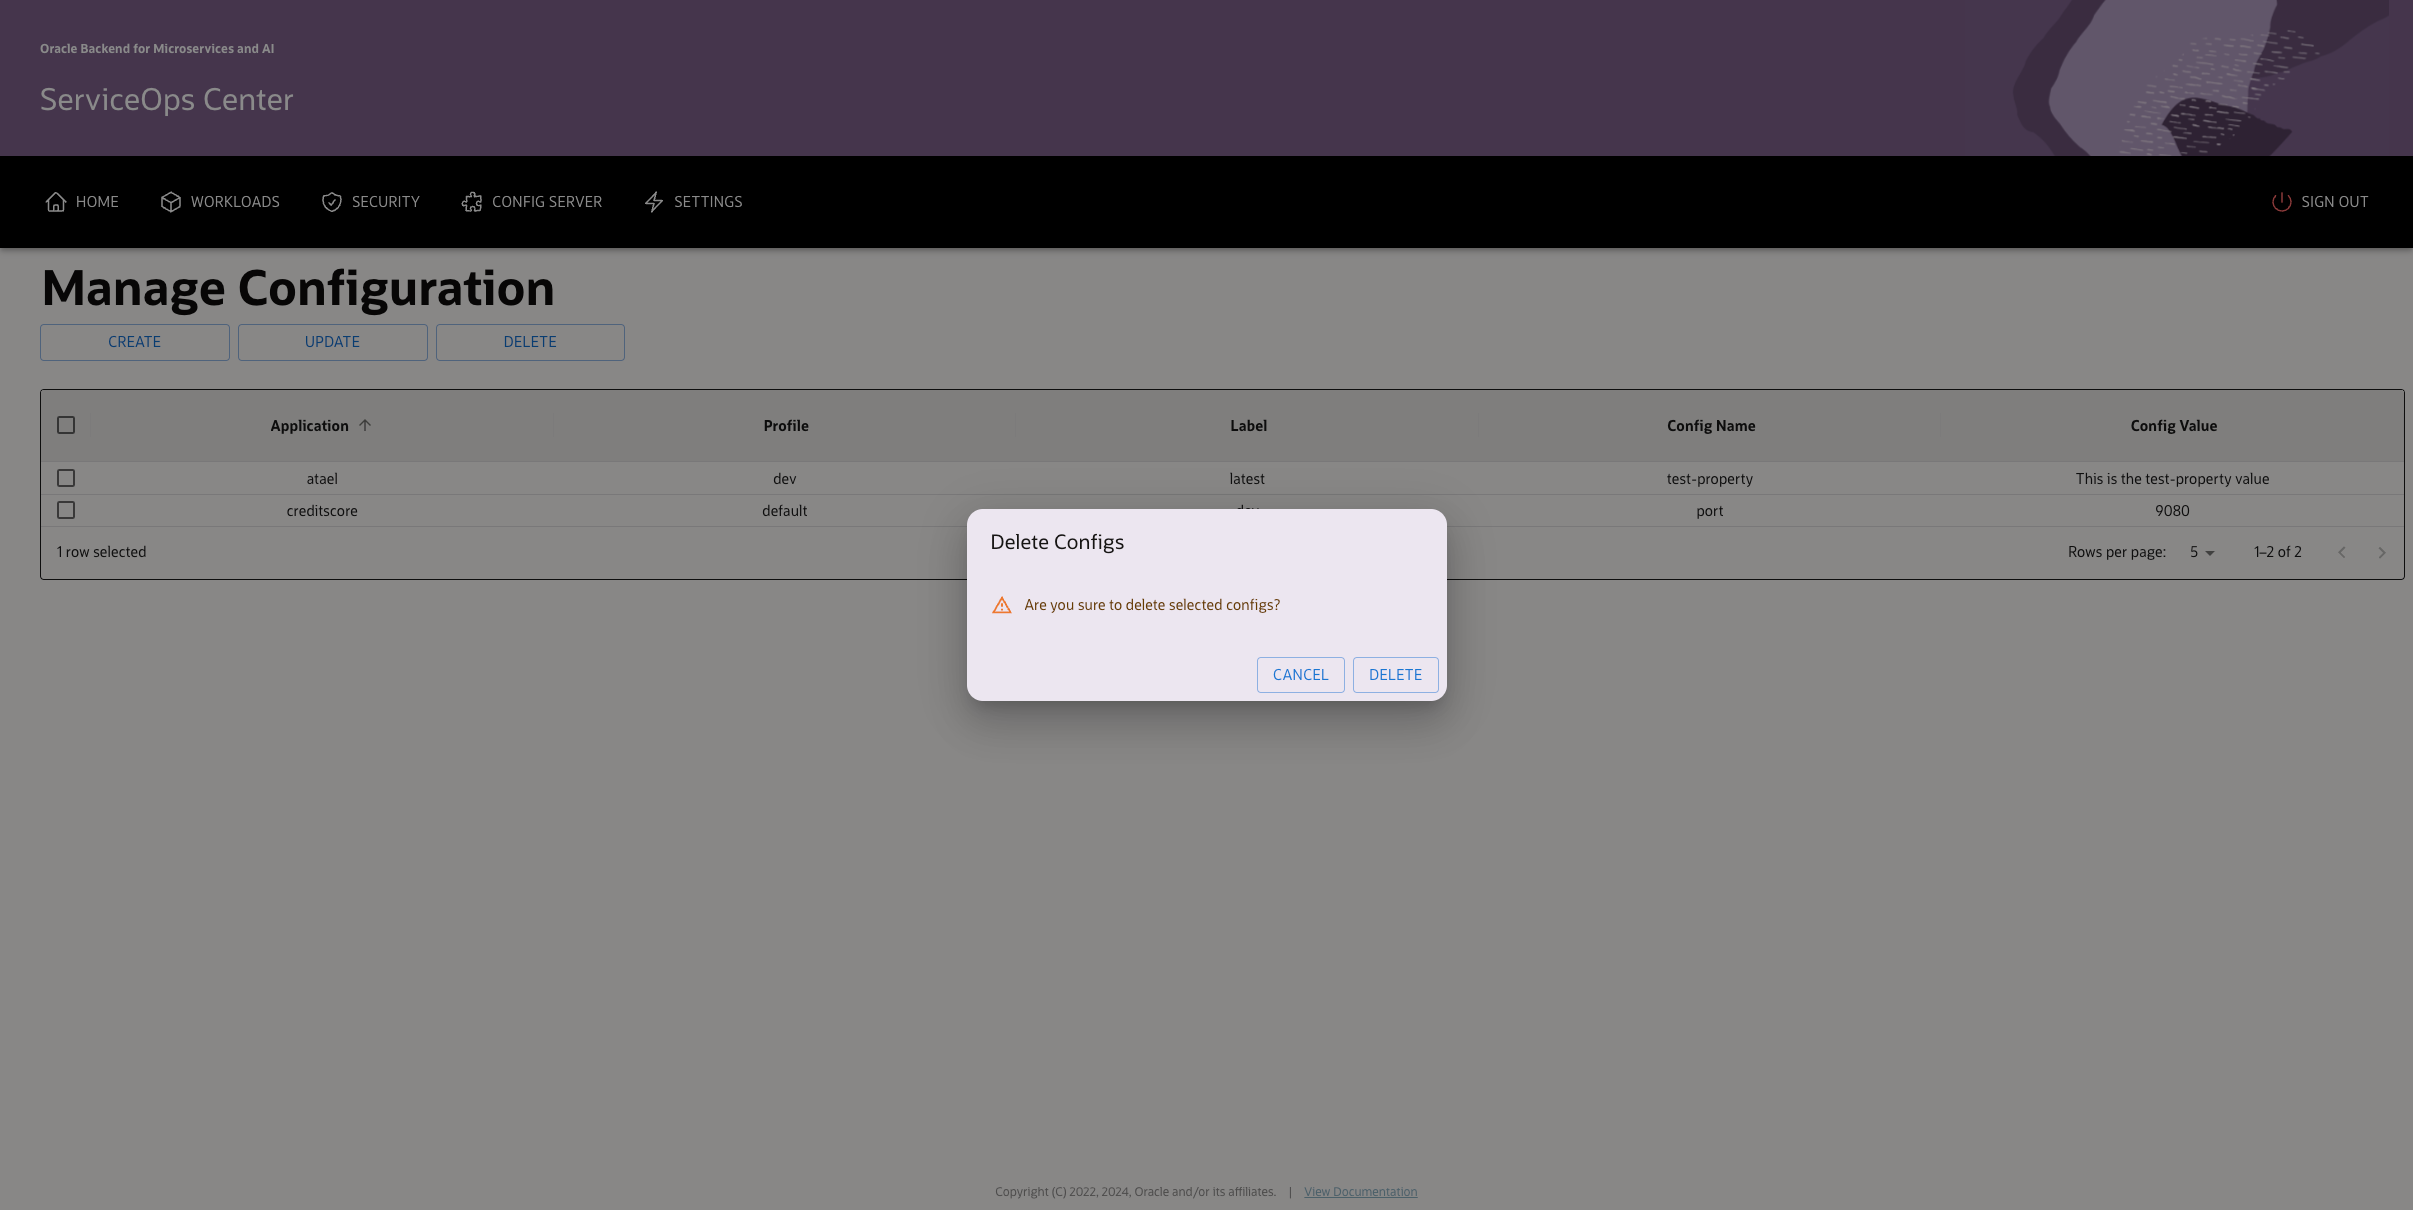 Oracle Backend for Microservices and AI
ServiceOps Center
HOME WORKLOADS SECURITY CONFIG SERVER SETTINGS SIGN OUT
Manage Configuration
CREATE UPDATE DELETE
Application Profile Label Config Name Config Value
atael dev latest test-property This is the test-property value
creditscore default port 9080
1 row selected Rows per page: 5 1–2 of 2
Delete Configs
Are you sure to delete selected configs?
CANCEL DELETE
Copyright (C) 2022, 2024, Oracle and/or its affiliates. | View Documentation